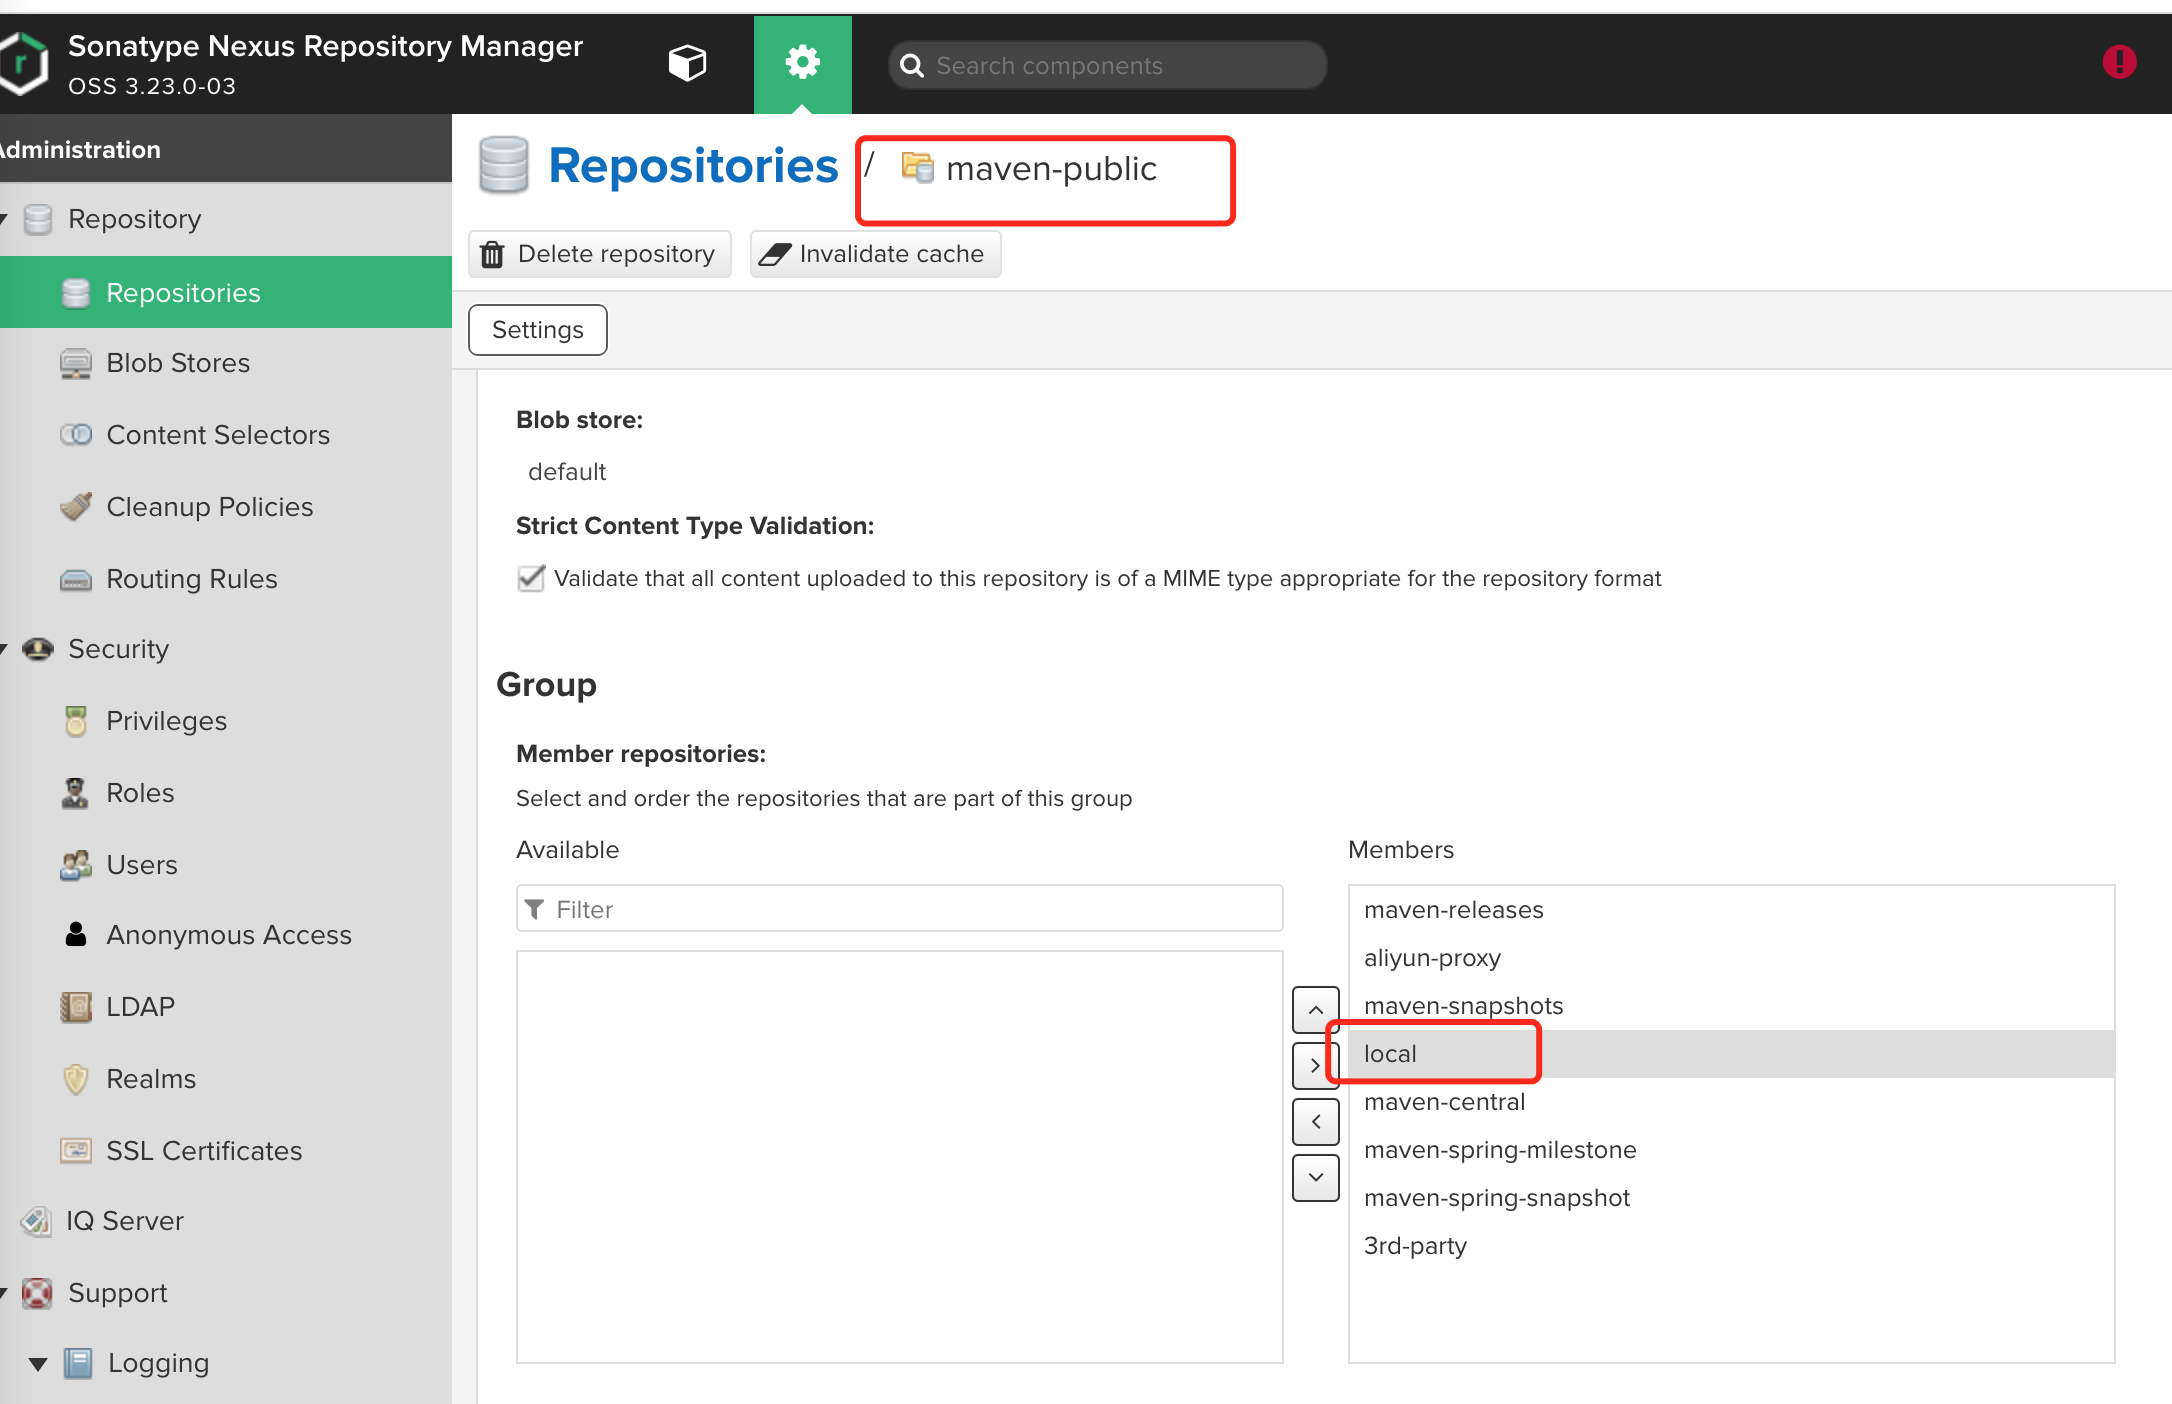 Sonatype Nexus Repository Manager
OSS 3.23.0-03
Search components
Administration
Repositories / maven-public
Repository
Delete repository
Invalidate cache
Repositories
Settings
Blob Stores
Content Selectors
Cleanup Policies
Routing Rules
Security
Privileges
Roles
Users
Anonymous Access
LDAP
Realms
SSL Certificates
IQ Server
Support
Logging
Blob store:
default
Strict Content Type Validation:
Validate that all content uploaded to this repository is of a MIME type appropriate for the repository format
Group
Member repositories:
Select and order the repositories that are part of this group
Available
Filter
Members
maven-releases
aliyun-proxy
maven-snapshots
local
maven-central
maven-spring-milestone
maven-spring-snapshot
3rd-party